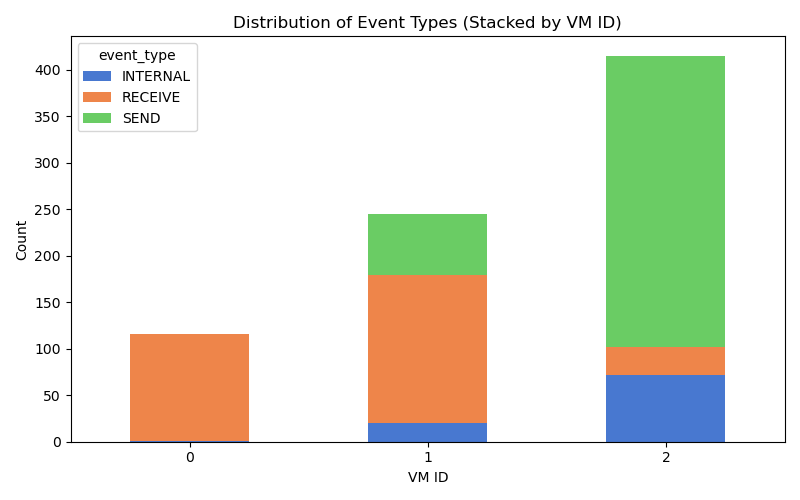 Distribution of Event Types (Stacked by VM ID)
event_type
INTERNAL
RECEIVE
SEND
400
350
300
250
200
150
100
50
0
Count
0 1 2
VM ID